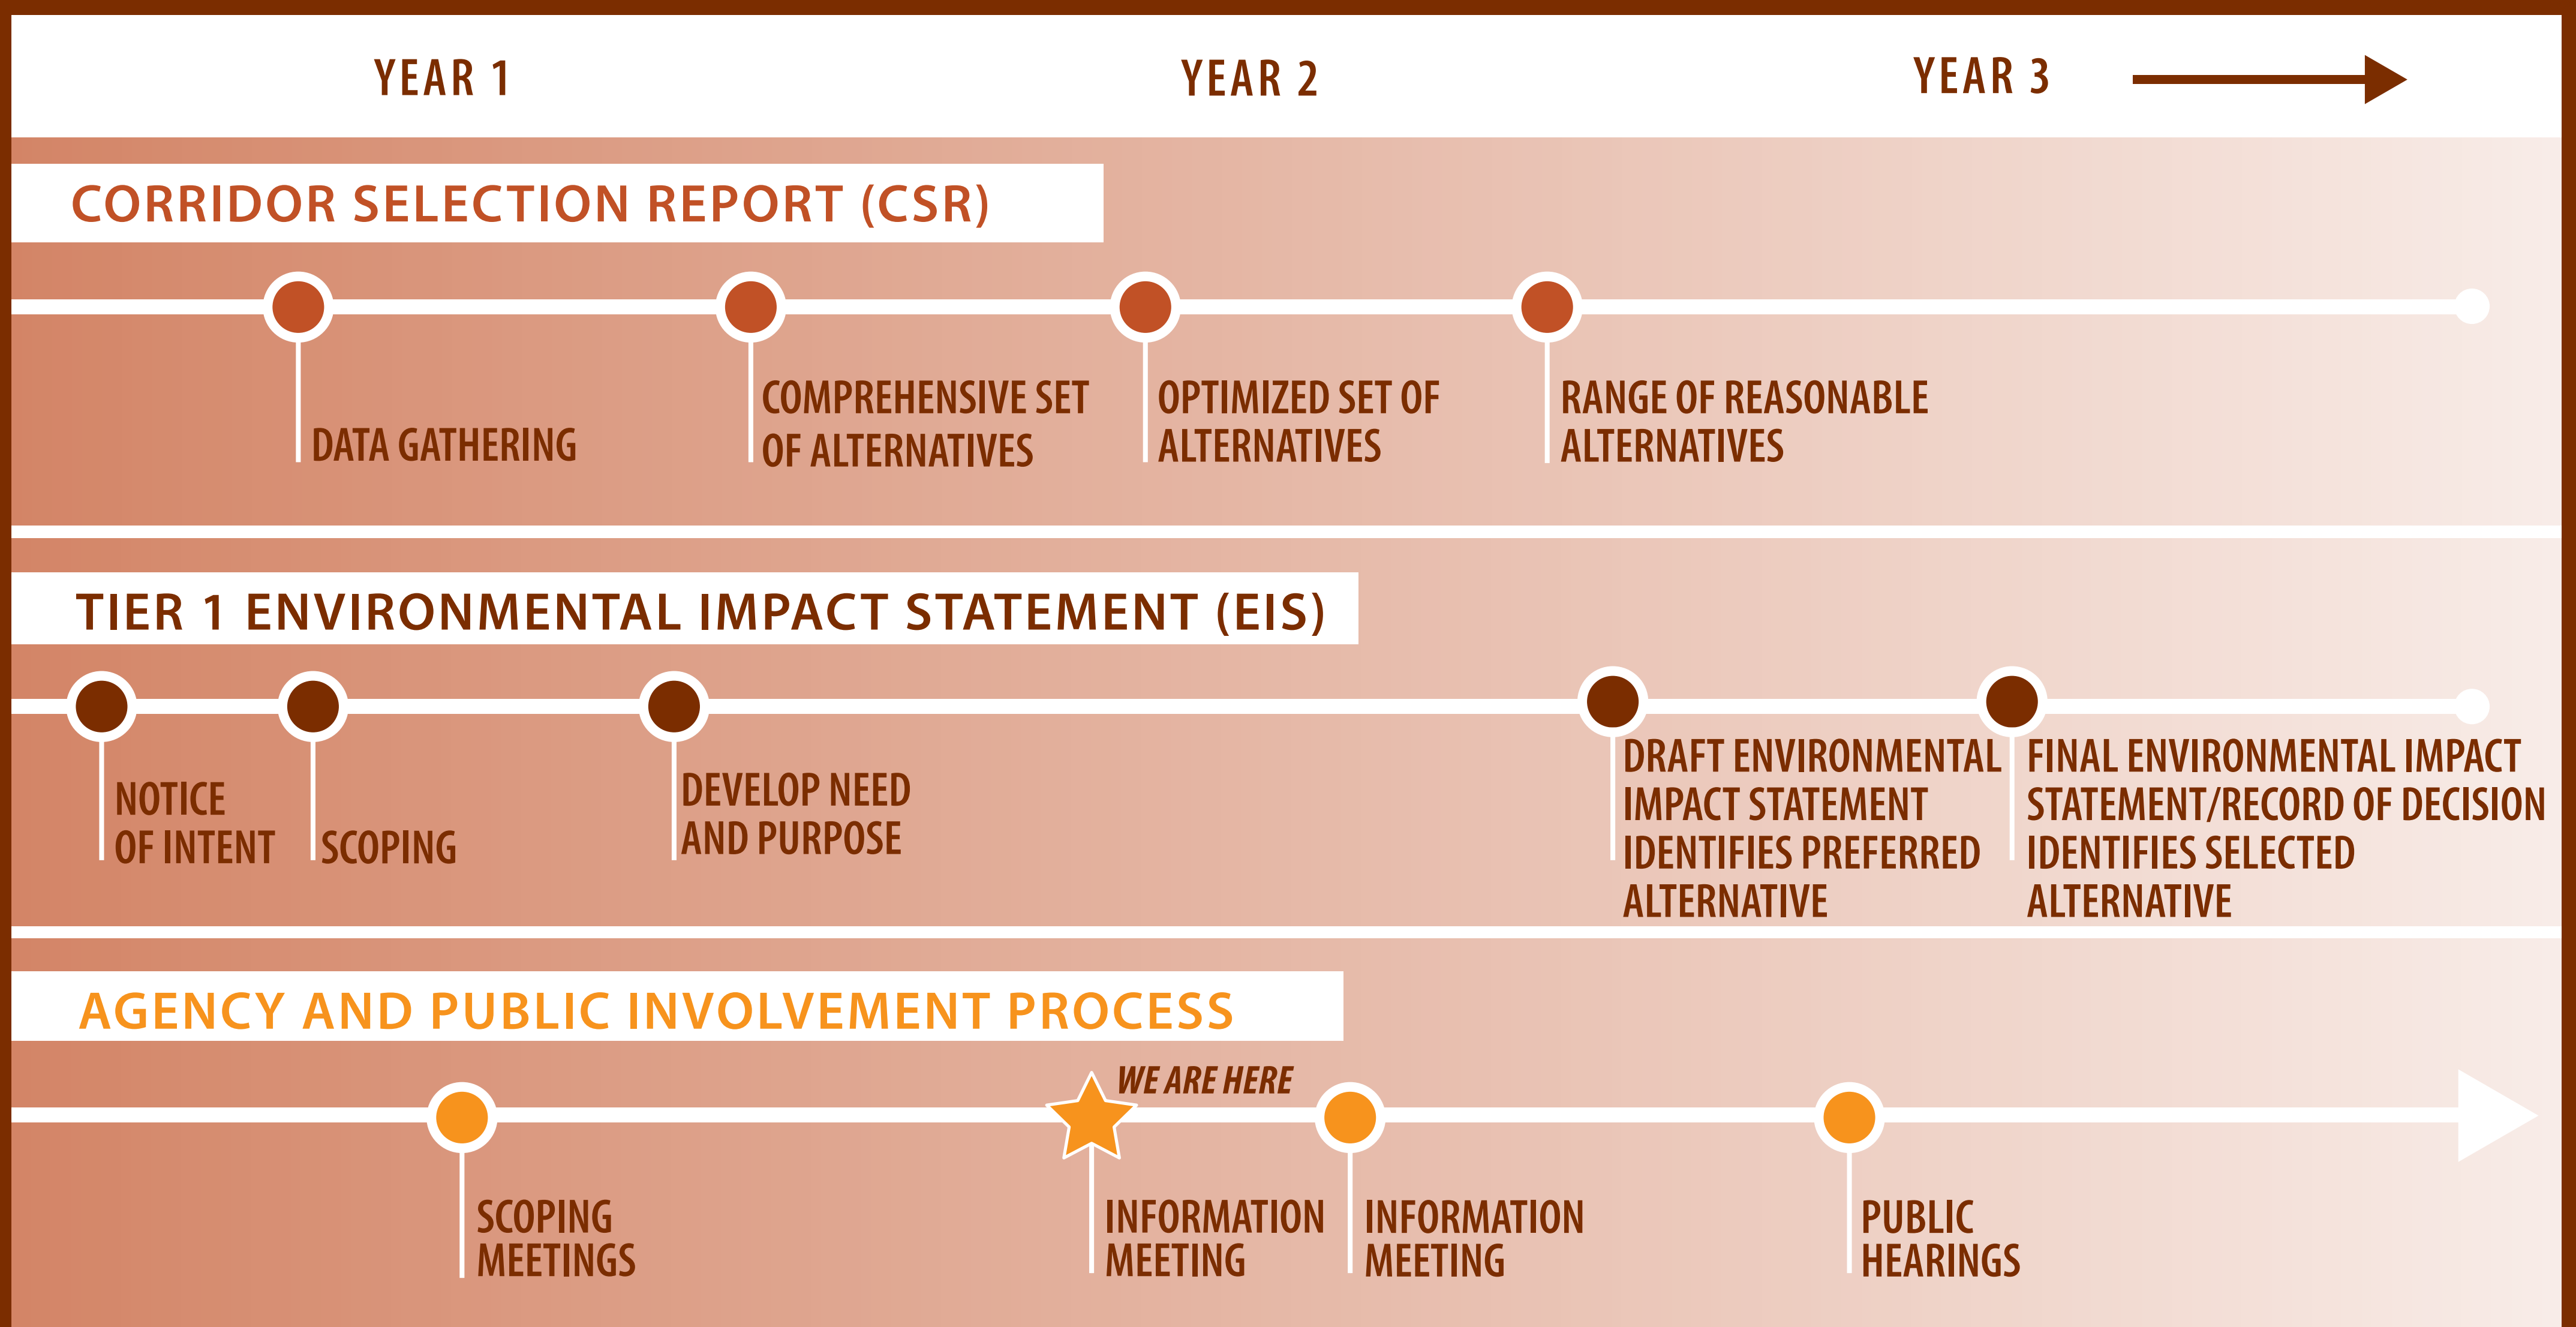 YEAR 1
YEAR 2
YEAR 3
CORRIDOR SELECTION REPORT (CSR)
DATA GATHERING
COMPREHENSIVE SET
OF ALTERNATIVES
OPTIMIZED SET OF
ALTERNATIVES
RANGE OF REASONABLE
ALTERNATIVES
TIER 1 ENVIRONMENTAL IMPACT STATEMENT (EIS)
NOTICE
OF INTENT
SCOPING
DEVELOP NEED
AND PURPOSE
DRAFT ENVIRONMENTAL
IMPACT STATEMENT
IDENTIFIES PREFERRED
ALTERNATIVE
FINAL ENVIRONMENTAL IMPACT
STATEMENT/RECORD OF DECISION
IDENTIFIES SELECTED
ALTERNATIVE
AGENCY AND PUBLIC INVOLVEMENT PROCESS
WE ARE HERE
SCOPING
MEETINGS
INFORMATION
MEETING
INFORMATION
MEETING
PUBLIC
HEARINGS